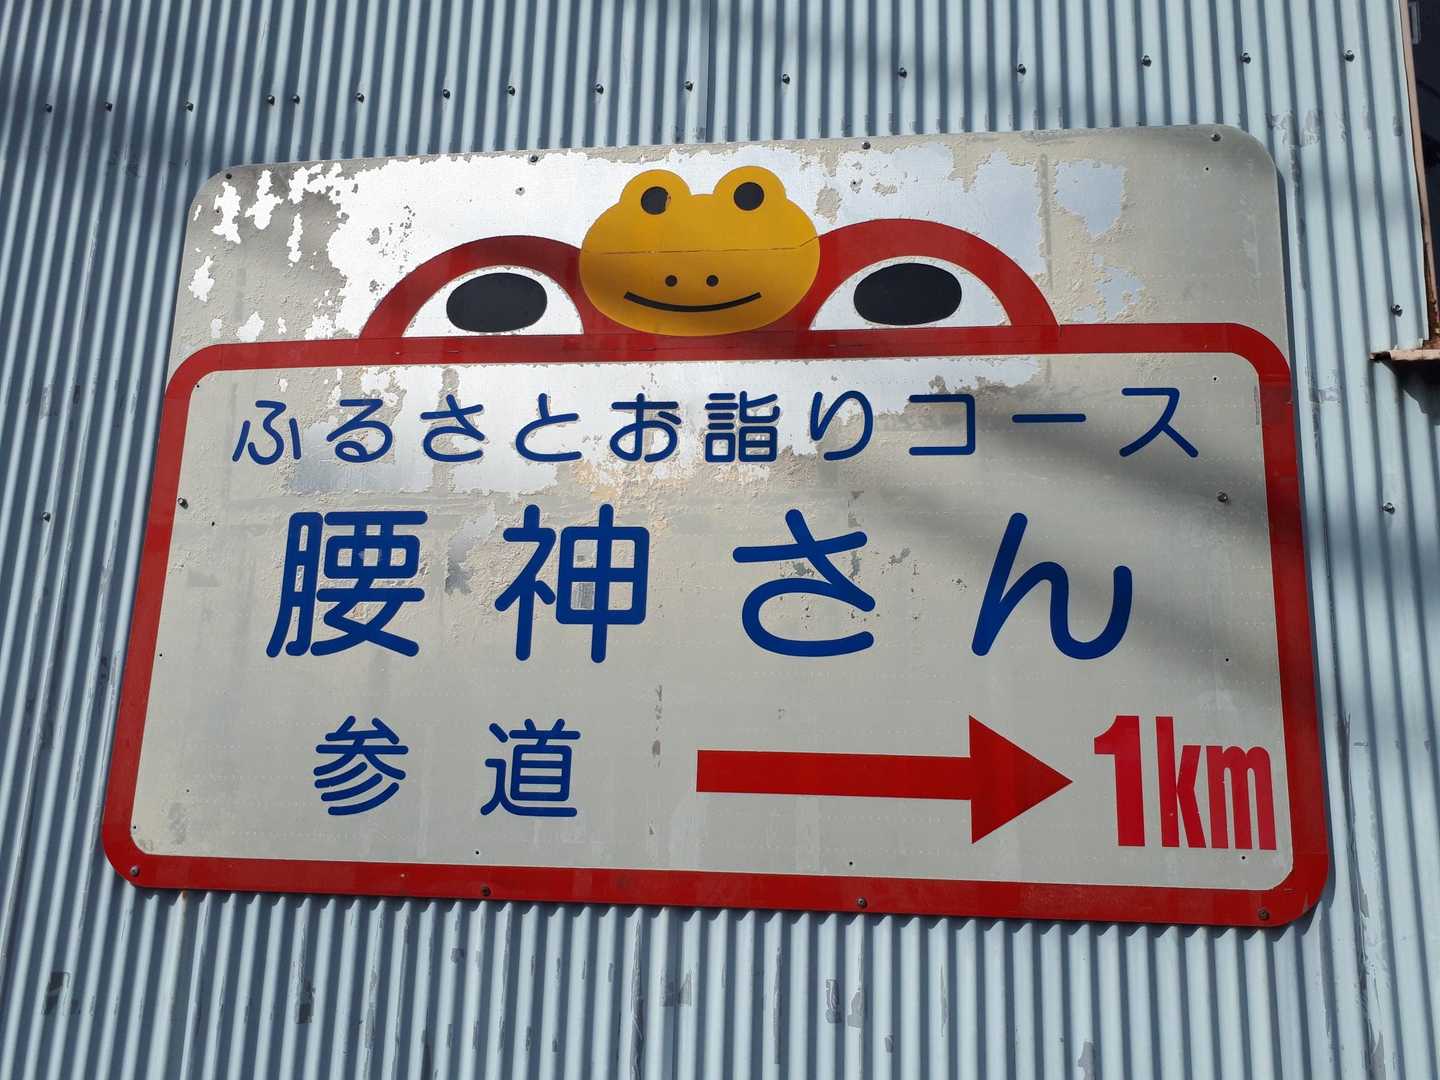 ふるさとお詣りコース
腰神さん
参道 → 1km